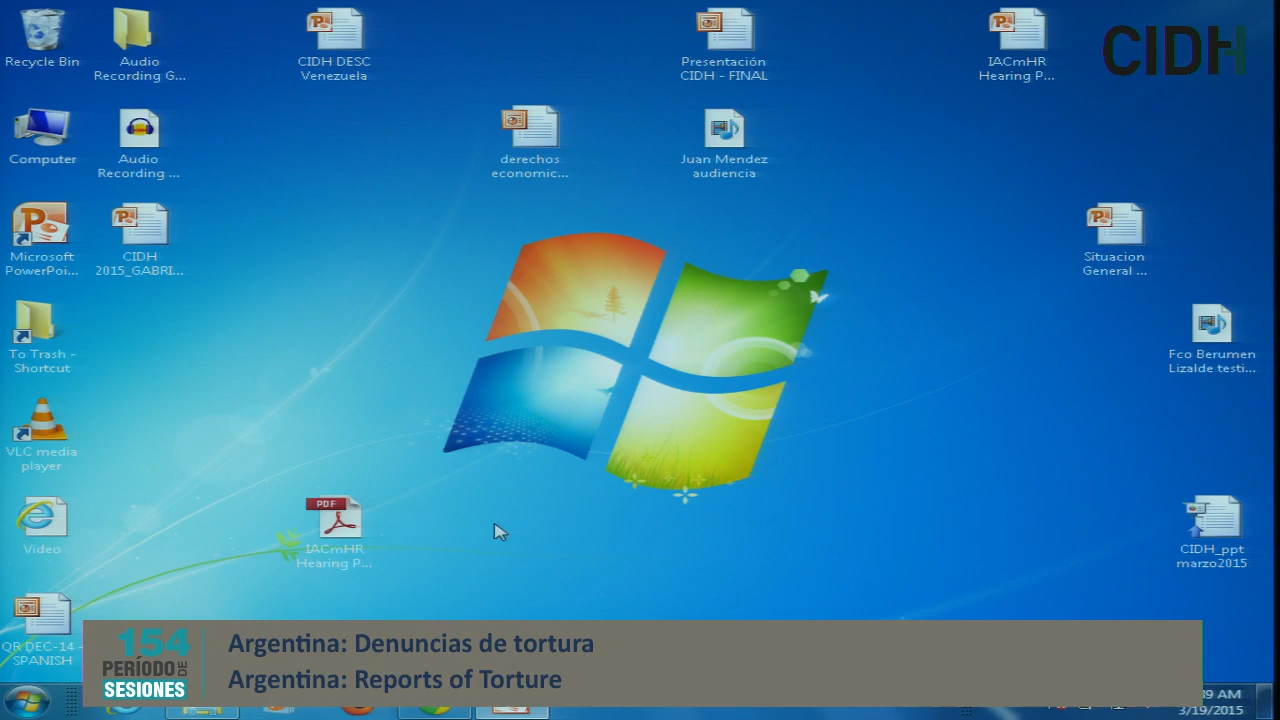 Recycle Bin
Audio
Recording G...
CIDH DESC
Venezuela
Presentación
CIDH - FINAL
IACmHR
Hearing P...
CIDH
Computer
Audio
Recording ...
derechos
economic...
Juan Mendez
audiencia
Microsoft
PowerPoi...
CIDH
2015_GABRI...
Situacion
General ...
To Trash -
Shortcut
Fco Berumen
Lizalde testi...
VLC media
player
Video
PDF
IACmHR
Hearing P...
CIDH_ppt
marzo2015
QR DEC-14 -
SPANISH
154
PERÍODO DE
SESIONES
Argentina: Denuncias de tortura
Argentina: Reports of Torture
AM
3/19/2015